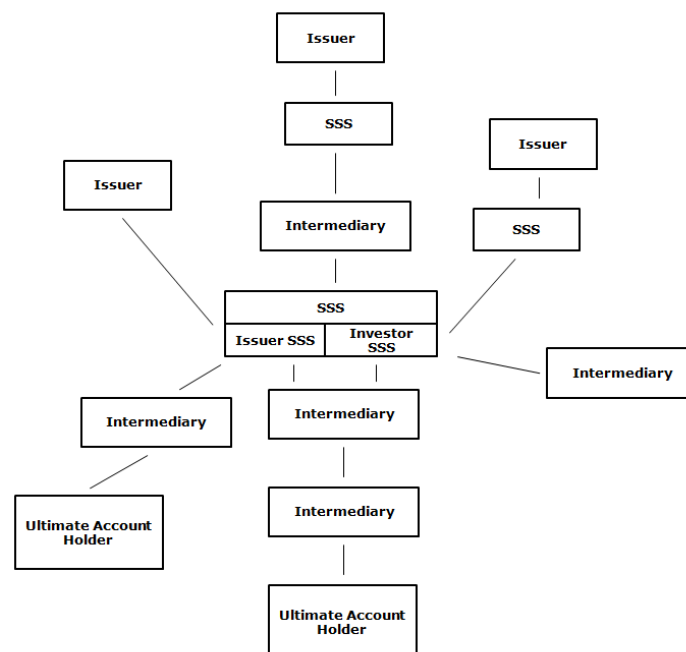 Issuer
SSS
Issuer
Issuer
Intermediary
SSS
SSS
Issuer SSS
Investor
SSS
Intermediary
Intermediary
Intermediary
Ultimate Account
Holder
Intermediary
Ultimate Account
Holder